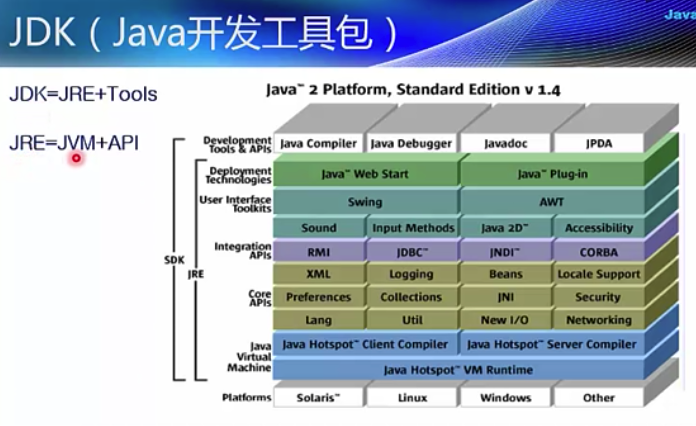 JDK（Java开发工具包）
Java
JDK=JRE+Tools
JRE=JVM+API
Java™ 2 Platform, Standard Edition v 1.4
Development Tools & APIs
Java Compiler Java Debugger Javadoc JPDA
Deployment Technologies
Java™ Web Start Java™ Plug-in
User Interface Toolkits
Swing AWT
Sound Input Methods Java 2D™ Accessibility
Integration APIs
RMI JDBC™ JNDI™ CORBA
SDK
JRE
XML Logging Beans Locale Support
Core APIs
Preferences Collections JNI Security
Lang Util New I/O Networking
Java Virtual Machine
Java Hotspot™ Client Compiler Java Hotspot™ Server Compiler
Java Hotspot™ VM Runtime
Platforms
Solaris™ Linux Windows Other